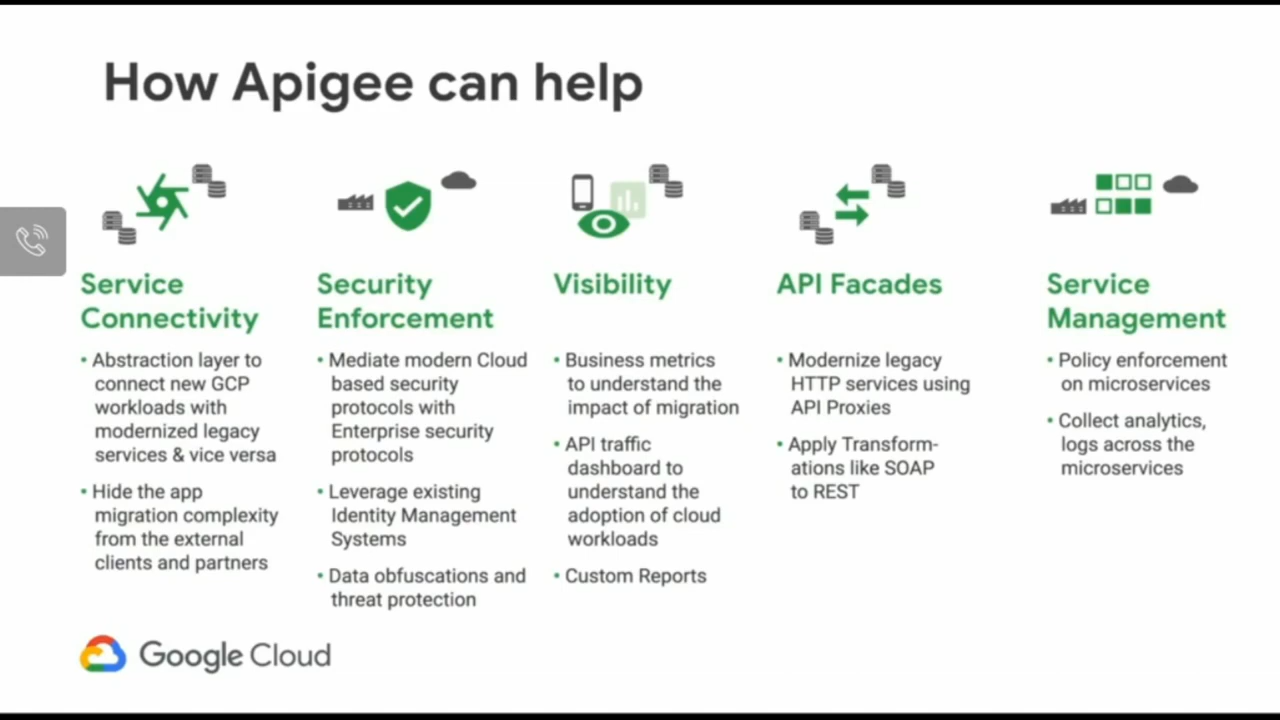 How Apigee can help
Service
Connectivity
• Abstraction layer to
connect new GCP
workloads with
modernized legacy
services & vice versa
• Hide the app
migration complexity
from the external
clients and partners
Security
Enforcement
• Mediate modern Cloud
based security
protocols with
Enterprise security
protocols
• Leverage existing
Identity Management
Systems
• Data obfuscations and
threat protection
Visibility
• Business metrics
to understand the
impact of migration
• API traffic
dashboard to
understand the
adoption of cloud
workloads
• Custom Reports
API Facades
• Modernize legacy
HTTP services using
API Proxies
• Apply Transform-
ations like SOAP
to REST
Service
Management
• Policy enforcement
on microservices
• Collect analytics,
logs across the
microservices
Google Cloud